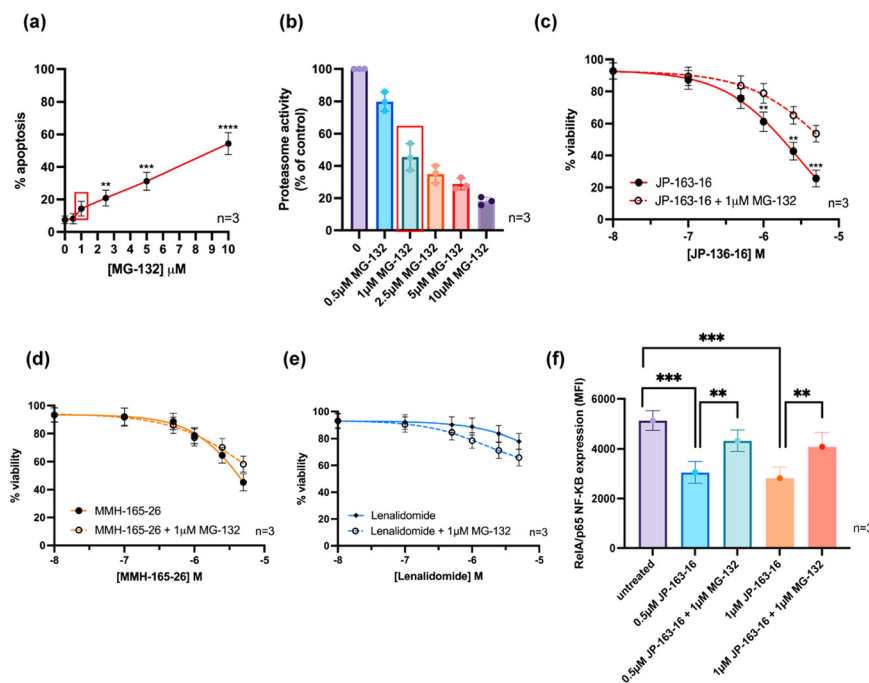 (a)
% apoptosis
100
80
60
40
20
0
**
***
****
n=3
0 1 2 3 4 5 6 7 8 9 10
[MG-132] μM
(b)
Proteasome activity
(% of control)
100
80
60
40
20
0
n=3
0
0.5μM MG-132
1μM MG-132
2.5μM MG-132
5μM MG-132
10μM MG-132
(c)
% viability
100
80
60
40
20
0
**
**
***
JP-163-16
JP-163-16 + 1μM MG-132
n=3
-8 -7 -6 -5
[JP-136-16] M
(d)
% viability
100
80
60
40
20
0
MMH-165-26
MMH-165-26 + 1μM MG-132
n=3
-8 -7 -6 -5
[MMH-165-26] M
(e)
% viability
100
80
60
40
20
0
Lenalidomide
Lenalidomide + 1μM MG-132
n=3
-8 -7 -6 -5
[Lenalidomide] M
(f)
RelA/p65 NF-KB expression (MFI)
6000
4000
2000
0
***
***
**
**
n=3
untreated
0.5μM JP-163-16
0.5μM JP-163-16 + 1μM MG-132
1μM JP-163-16
1μM JP-163-16 + 1μM MG-132